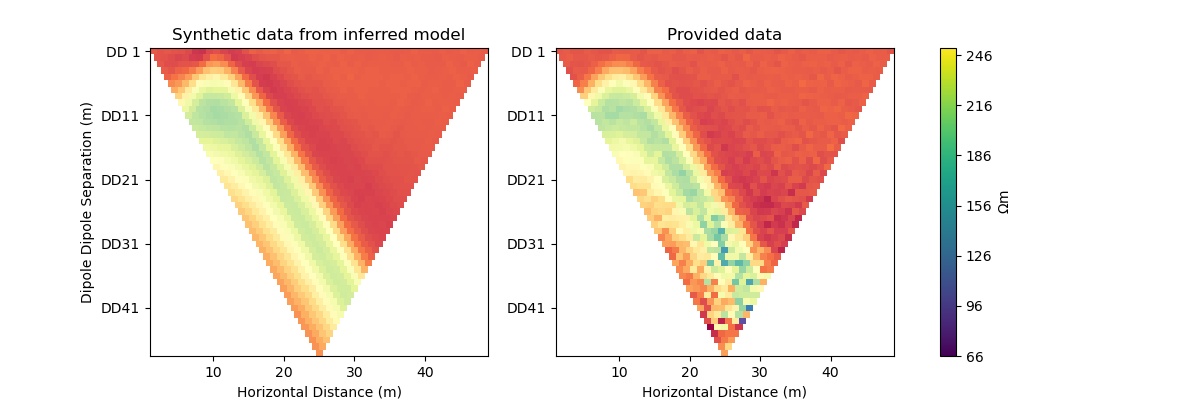 Synthetic data from inferred model
Provided data
Dipole Dipole Separation (m)
DD 1
DD11
DD21
DD31
DD41
DD 1
DD11
DD21
DD31
DD41
10 20 30 40
10 20 30 40
Horizontal Distance (m)
Horizontal Distance (m)
246
216
186
156
126
96
66
Ωm